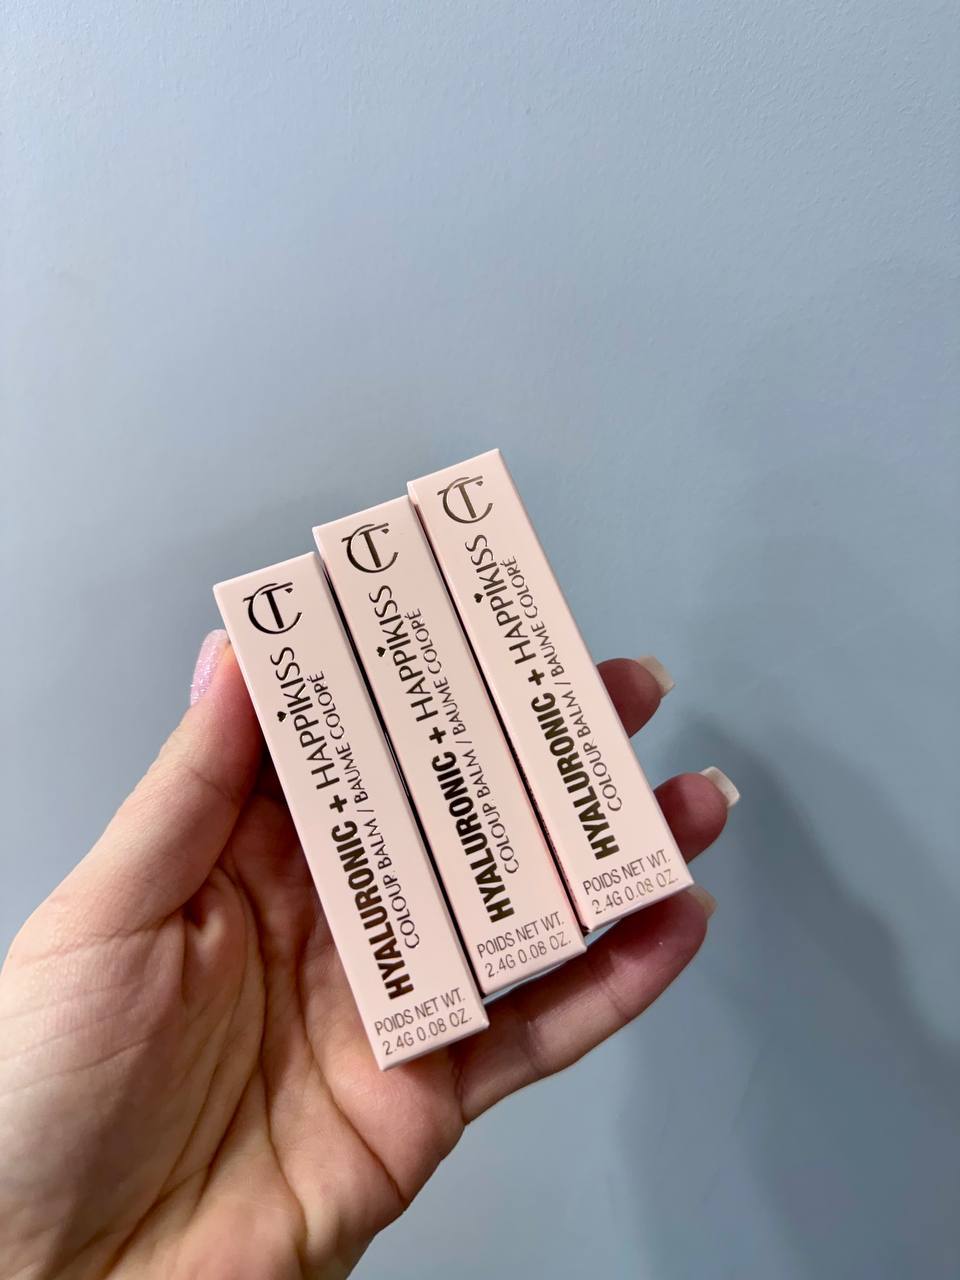 CT
HYALURONIC + HAPPIKISS
COLOUR BALM / BAUME COLORÉ
POIDS NET WT.
2.4G 0.08 OZ.
CT
HYALURONIC + HAPPIKISS
COLOUR BALM / BAUME COLORÉ
POIDS NET WT.
2.4G 0.08 OZ.
CT
HYALURONIC + HAPPIKISS
COLOUR BALM / BAUME COLORÉ
POIDS NET WT.
2.4G 0.08 OZ.